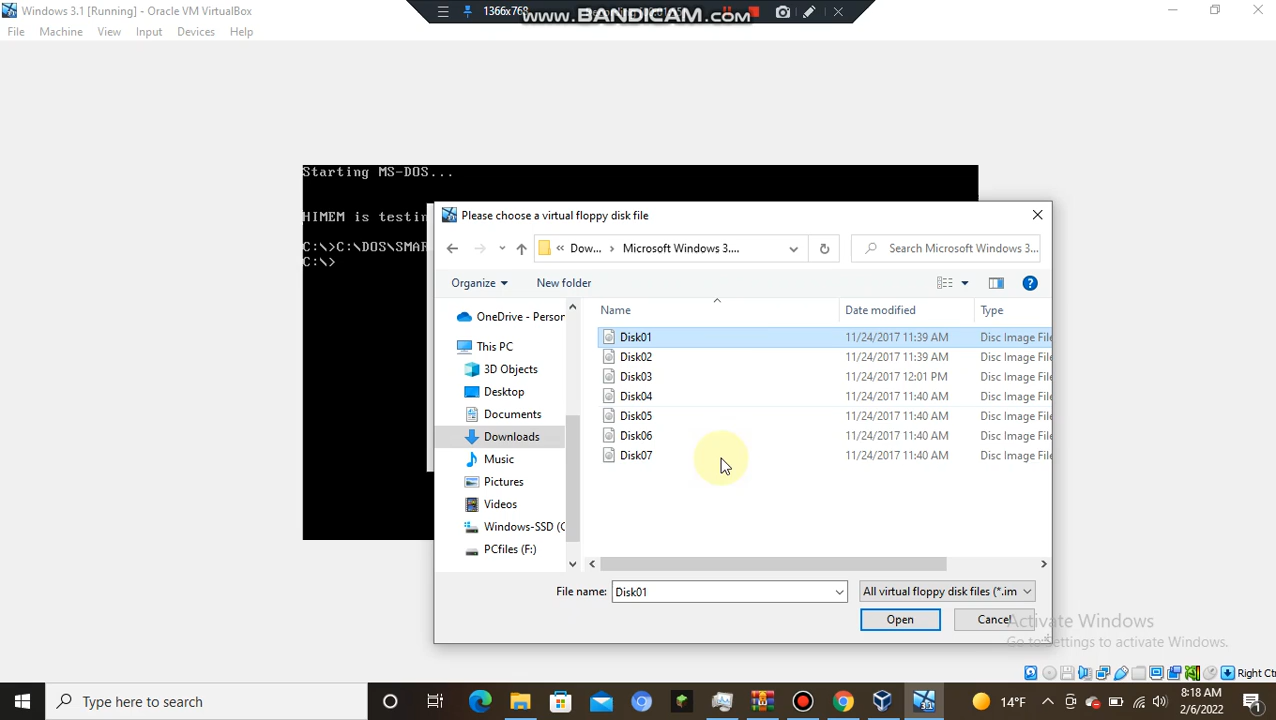 Windows 3.1 [Running] - Oracle VM VirtualBox
1366x768
www.BANDICAM.com
File Machine View Input Devices Help
Starting MS-DOS...
HIMEM is testin
C:\>C:\DOS\SMAR
C:\>
Please choose a virtual floppy disk file
« Dow... › Microsoft Windows 3....
Search Microsoft Windows 3...
Organize
New folder
Name
Date modified
Type
OneDrive - Person
This PC
3D Objects
Desktop
Documents
Downloads
Music
Pictures
Videos
Windows-SSD (C
PCfiles (F:)
Disk01 11/24/2017 11:39 AM Disc Image File
Disk02 11/24/2017 11:39 AM Disc Image File
Disk03 11/24/2017 12:01 PM Disc Image File
Disk04 11/24/2017 11:40 AM Disc Image File
Disk05 11/24/2017 11:40 AM Disc Image File
Disk06 11/24/2017 11:40 AM Disc Image File
Disk07 11/24/2017 11:40 AM Disc Image File
File name: Disk01
All virtual floppy disk files (*.im
Open
Cancel
Activate Windows
Go to Settings to activate Windows.
Right Ct
Type here to search
14°F
8:18 AM
2/6/2022
1